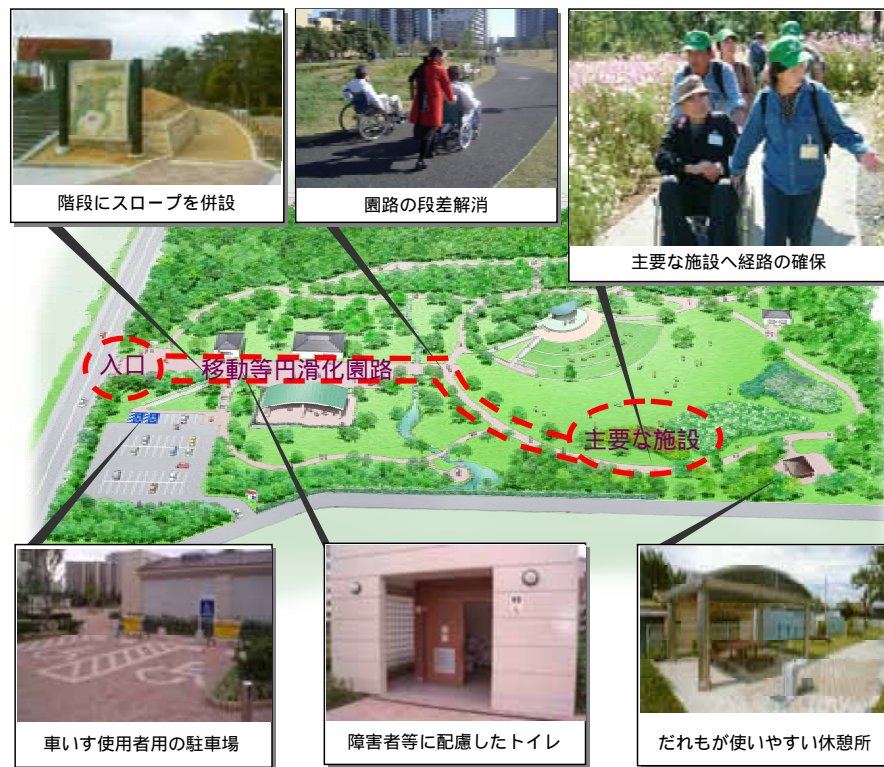 階段にスロープを併設
園路の段差解消
主要な施設へ経路の確保
入口
移動等円滑化園路
主要な施設
車いす使用者用の駐車場
障害者等に配慮したトイレ
だれもが使いやすい休憩所